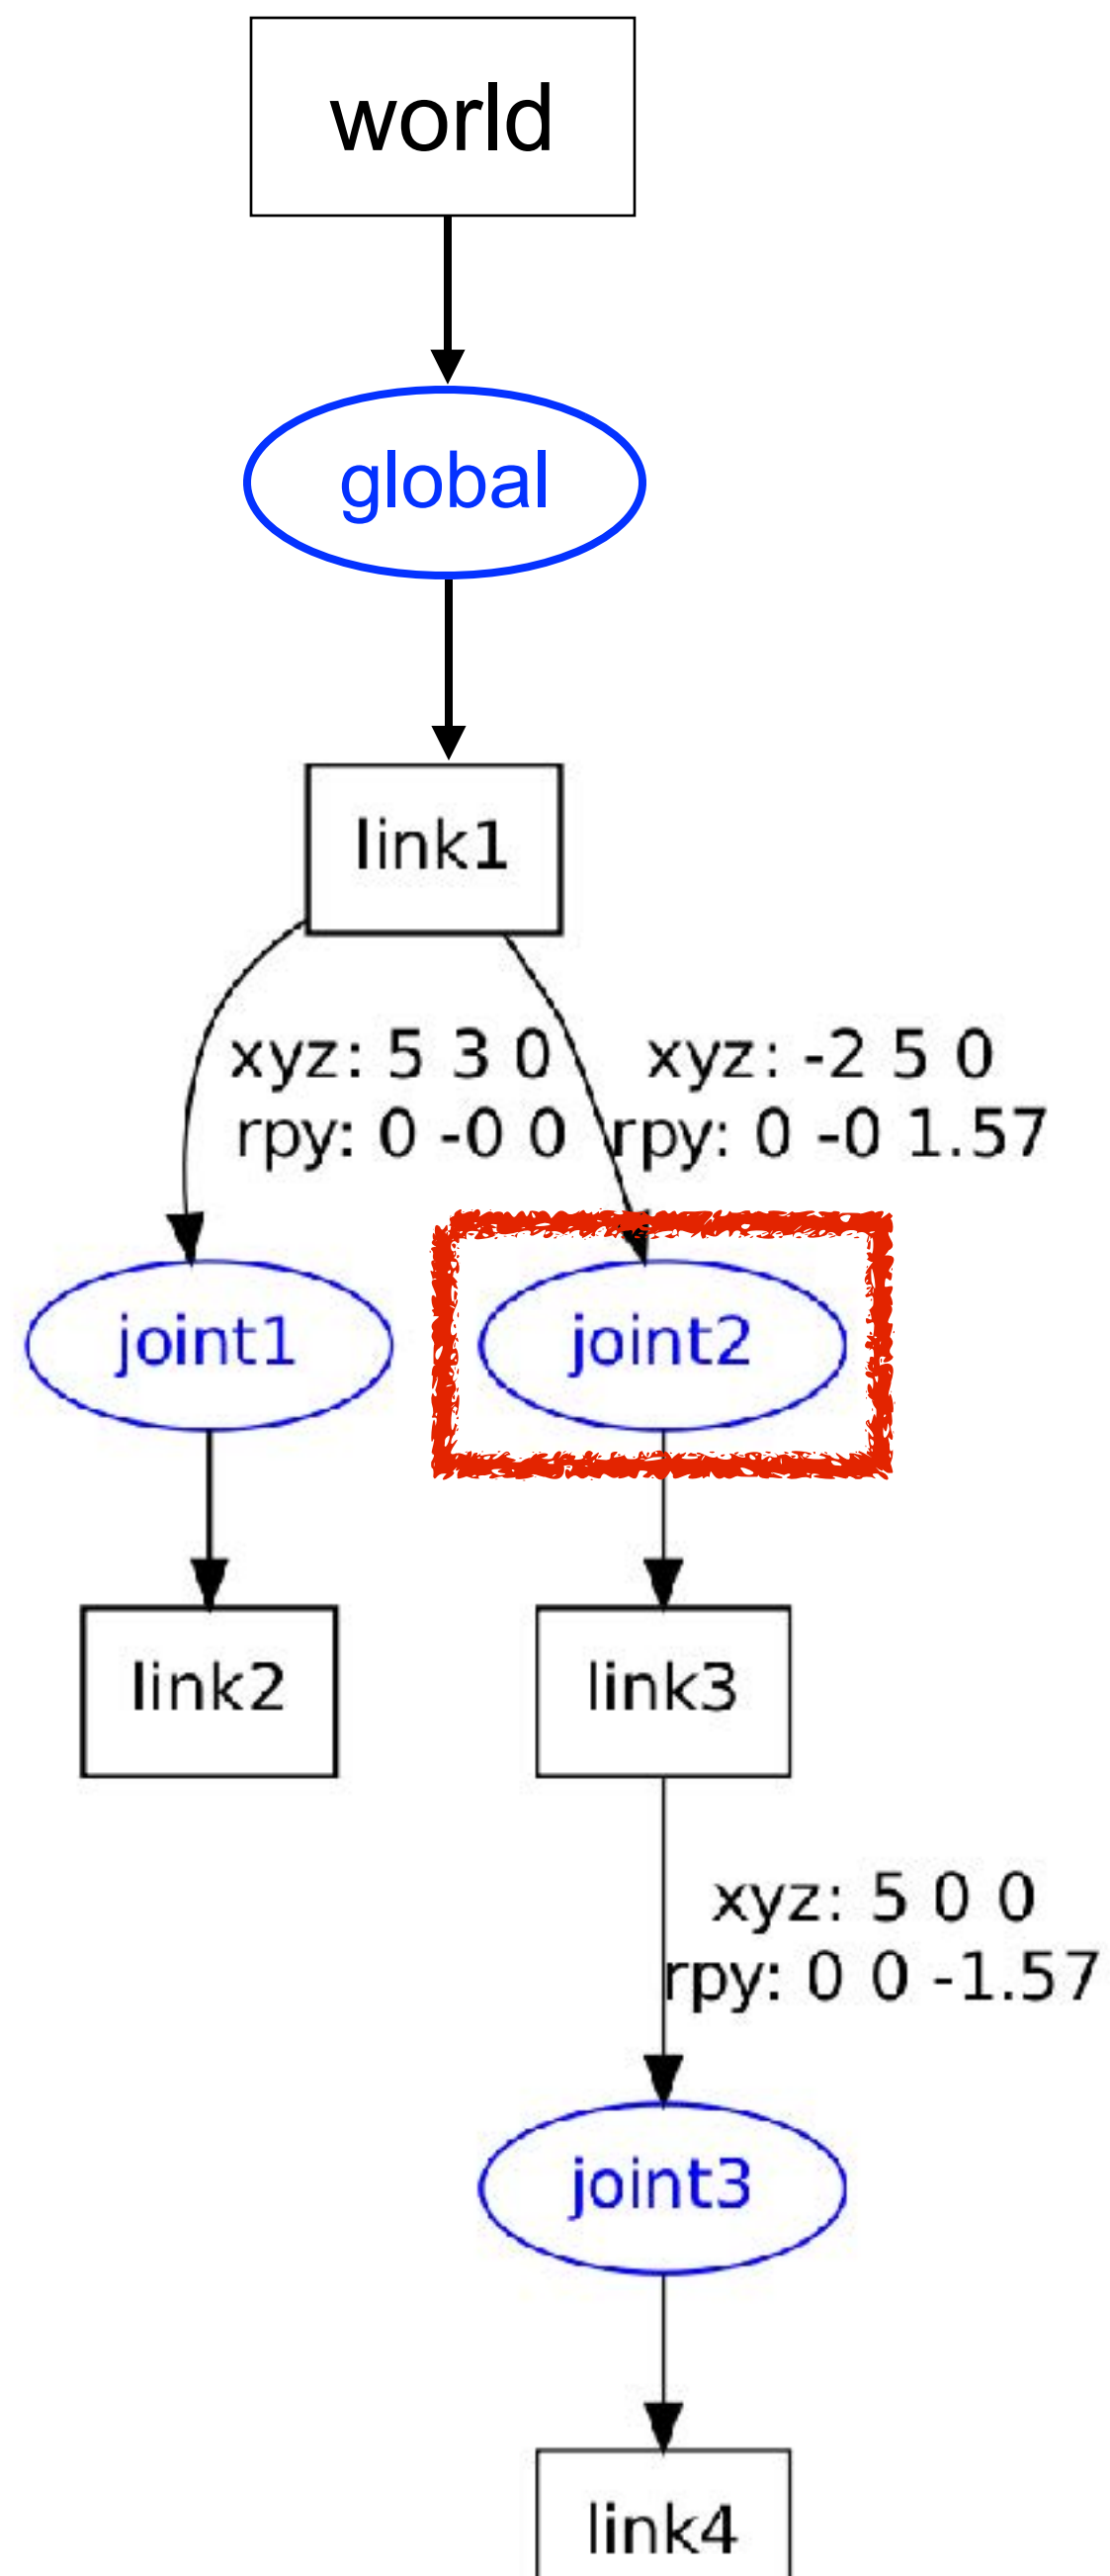 world
global
link1
xyz: 5 3 0
rpy: 0 -0 0
xyz: -2 5 0
rpy: 0 -0 1.57
joint1
joint2
link2
link3
xyz: 5 0 0
rpy: 0 0 -1.57
joint3
link4